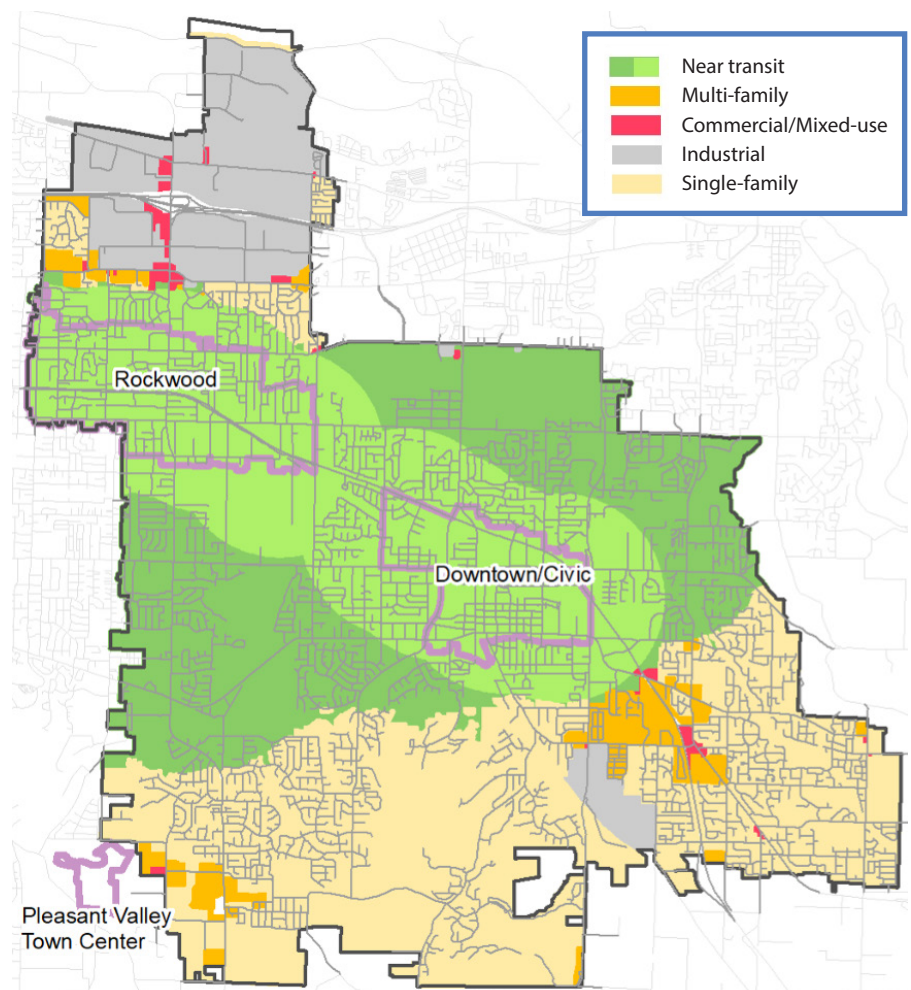 Near transit
Multi-family
Commercial/Mixed-use
Industrial
Single-family
Rockwood
Downtown/Civic
Pleasant Valley
Town Center